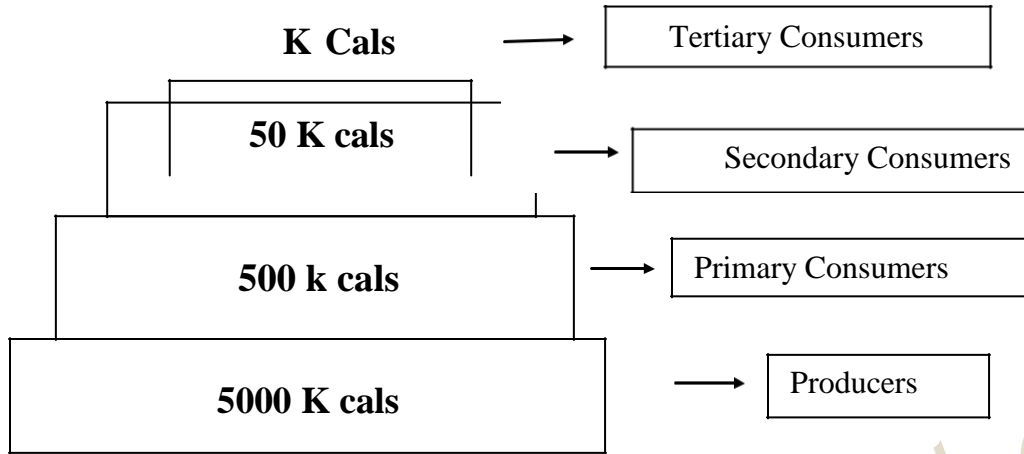 K Cals
Tertiary Consumers
50 K cals
Secondary Consumers
500 k cals
Primary Consumers
5000 K cals
Producers